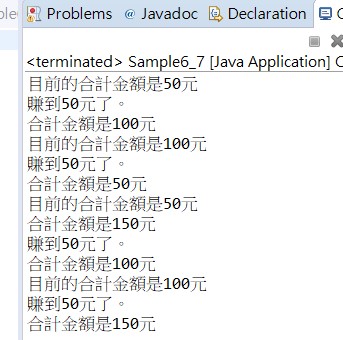 Problems @ Javadoc Declaration
<terminated> Sample6_7 [Java Application]
目前的合計金額是50元
賺到50元了。
合計金額是100元
目前的合計金額是100元
賺到50元了。
合計金額是50元
目前的合計金額是50元
合計金額是150元
賺到50元了。
合計金額是100元
目前的合計金額是100元
賺到50元了。
合計金額是150元